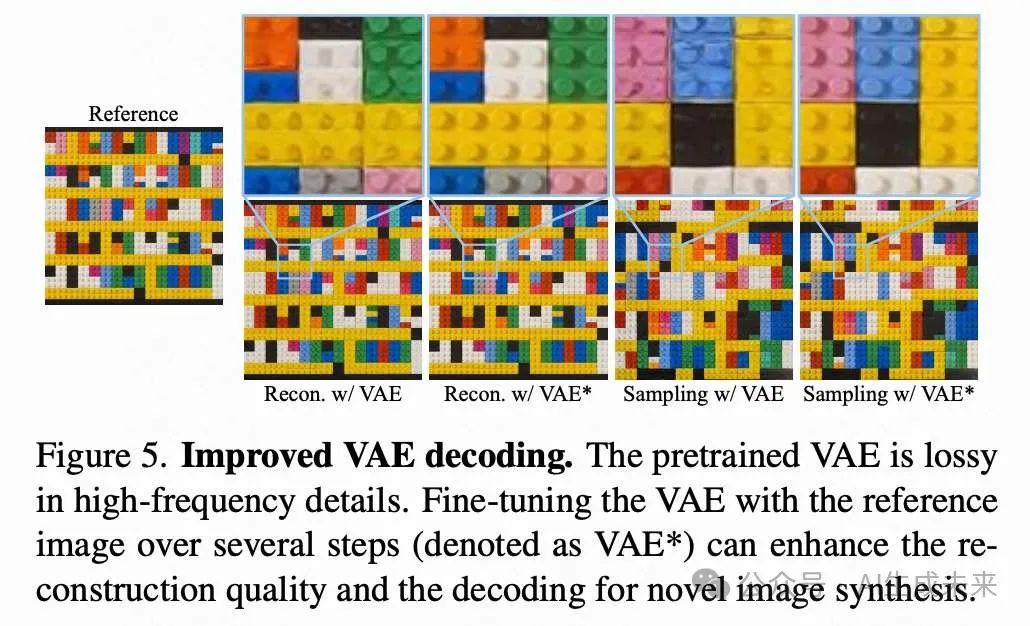 Reference
Recon. w/ VAE
Recon. w/ VAE*
Sampling w/ VAE
Sampling w/ VAE*
Figure 5. Improved VAE decoding. The pretrained VAE is lossy
in high-frequency details. Fine-tuning the VAE with the reference
image over several steps (denoted as VAE*) can enhance the re-
construction quality and the decoding for novel image synthesis.
公众号 · AI生成未来